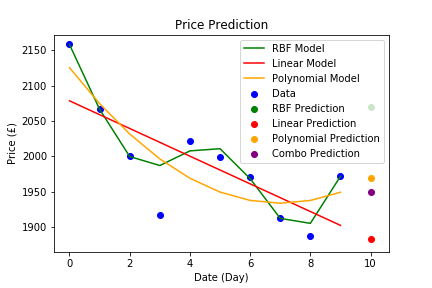 Price Prediction
RBF Model
Linear Model
Polynomial Model
Data
RBF Prediction
Linear Prediction
Polynomial Prediction
Combo Prediction
Price (£)
2150
2100
2050
2000
1950
1900
0 2 4 6 8 10
Date (Day)